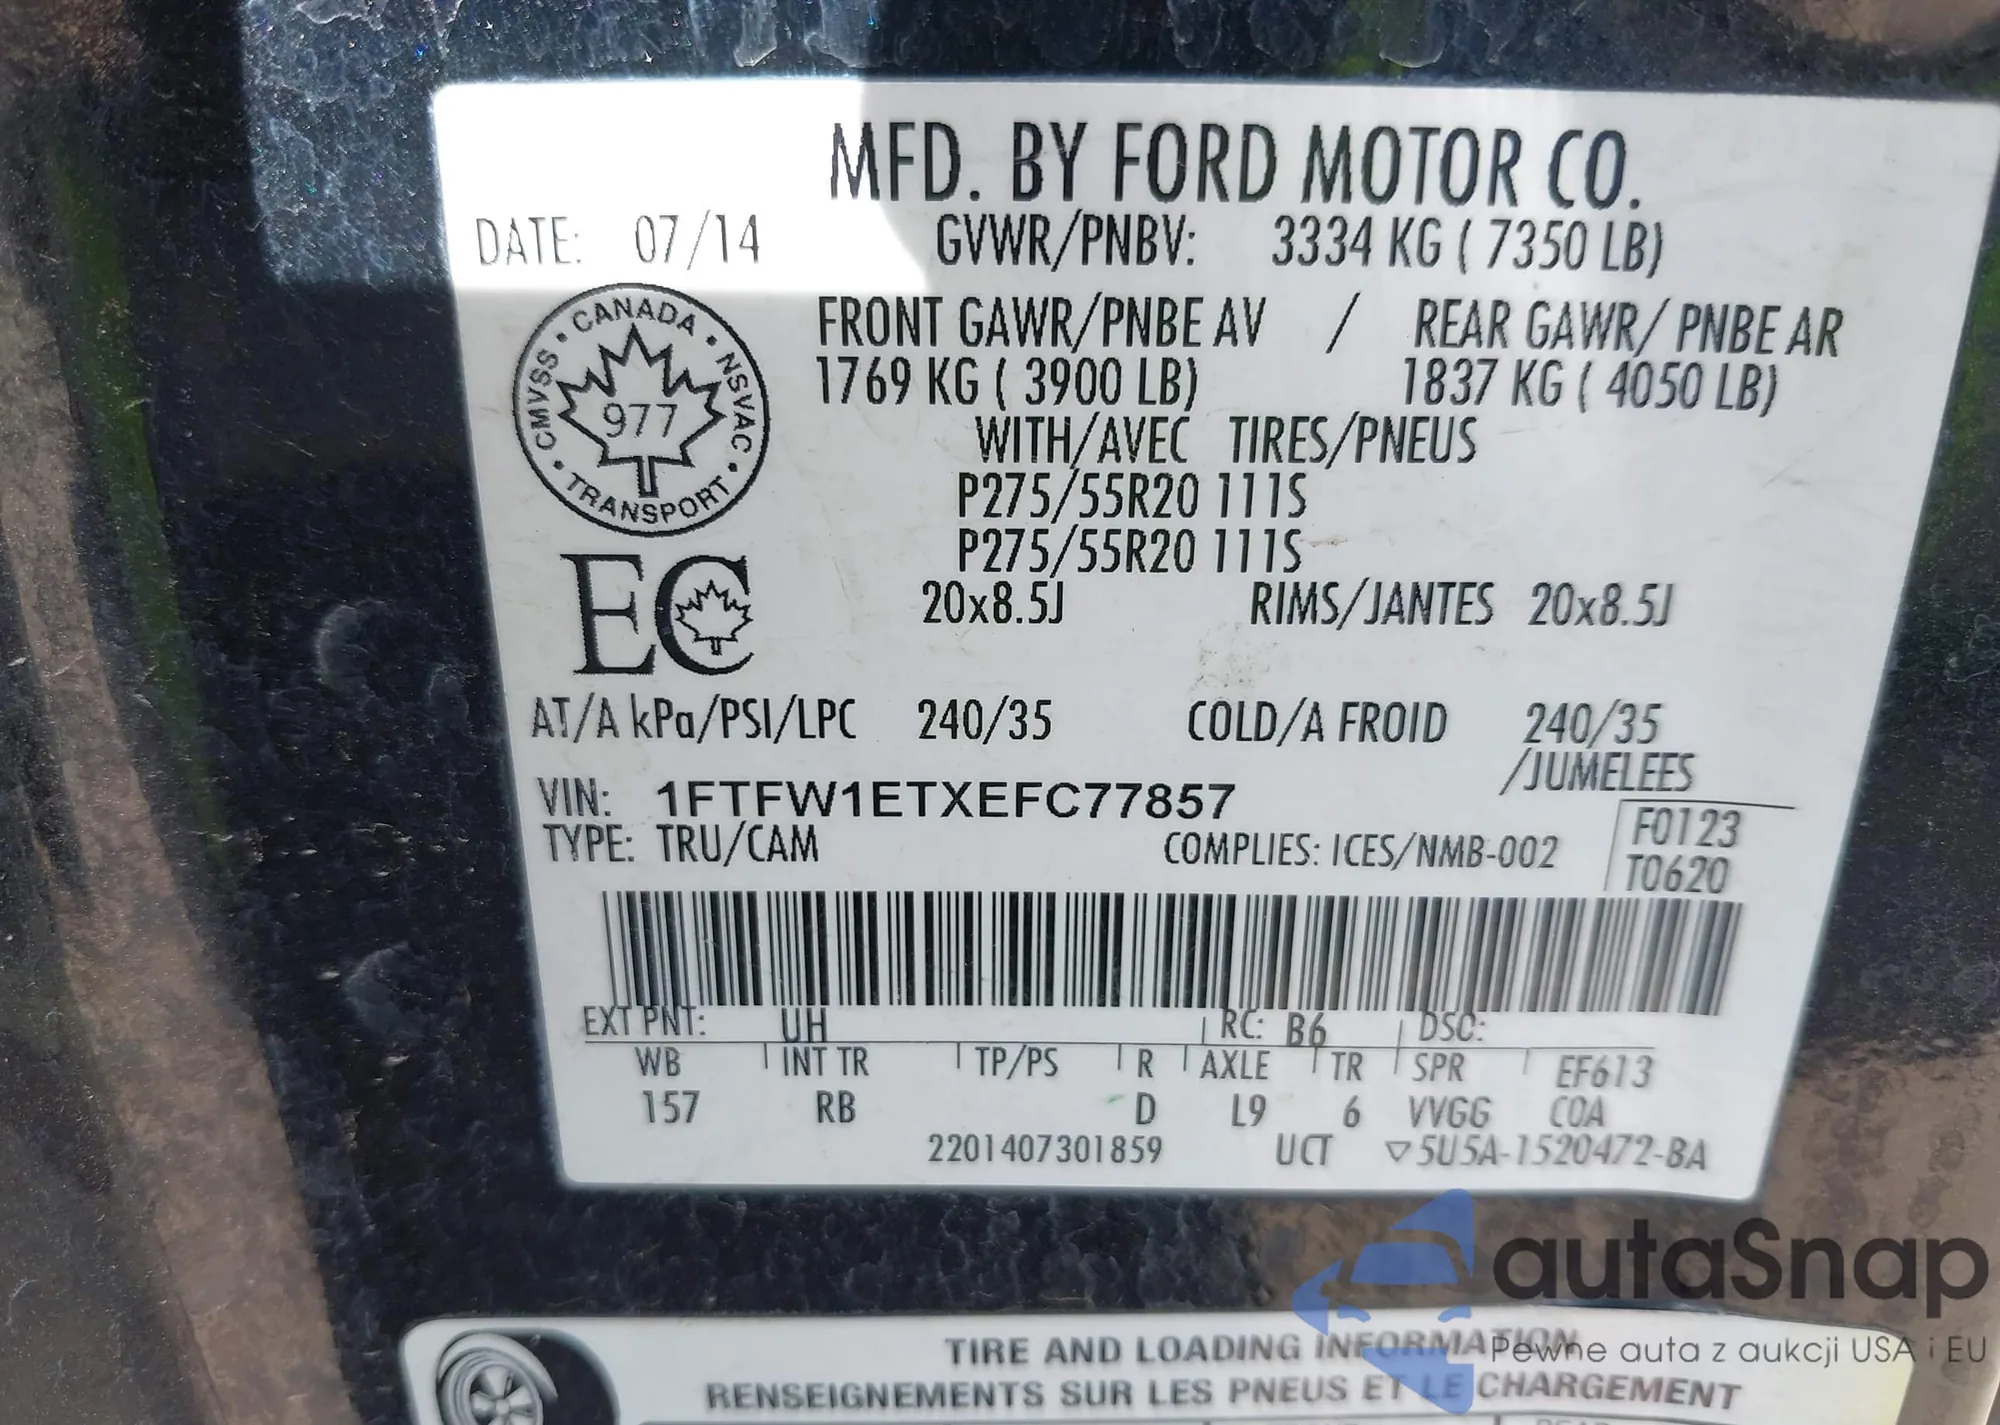 MFD. BY FORD MOTOR CO.
DATE: 07/14 GVWR/PNBV: 3334 KG ( 7350 LB)
CANADA · NSVAC · TRANSPORT · CMVSS ·
977
FRONT GAWR/PNBE AV / REAR GAWR/ PNBE AR
1769 KG ( 3900 LB) 1837 KG ( 4050 LB)
WITH/AVEC TIRES/PNEUS
P275/55R20 111S
P275/55R20 111S
EC
20x8.5J RIMS/JANTES 20x8.5J
AT/A kPa/PSI/LPC 240/35 COLD/A FROID 240/35
/JUMELEES
VIN: 1FTFW1ETXEFC77857
F0123
TYPE: TRU/CAM COMPLIES: ICES/NMB-002
T0620
EXT PNT: UH RC: B6 DSO:
WB INT TR TP/PS R AXLE TR SPR EF613
157 RB D L9 6 VVGG COA
2201407301859 UCT ▽5U5A-1520472-BA
autaSnap
Pewne auta z aukcji USA i EU
TIRE AND LOADING INFORMATION
RENSEIGNEMENTS SUR LES PNEUS ET LE CHARGEMENT